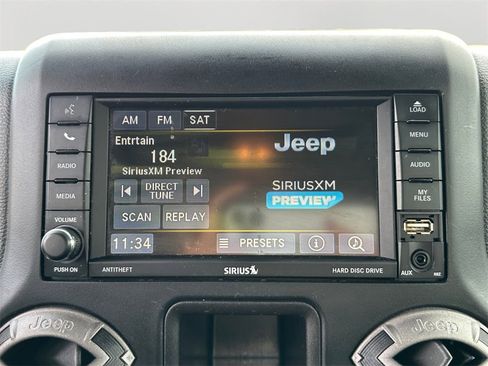 AM FM SAT
LOAD
Entrtain
184
SiriusXM Preview
Jeep
MENU
RADIO
DIRECT TUNE
SIRIUSXM
PREVIEW
AUDIO
MEDIA
MY FILES
VOLUME
SCAN REPLAY
11:34
PRESETS
PUSH ON
ANTITHEFT
SIRIUS
HARD DISC DRIVE
AUX
Jeep
Jeep